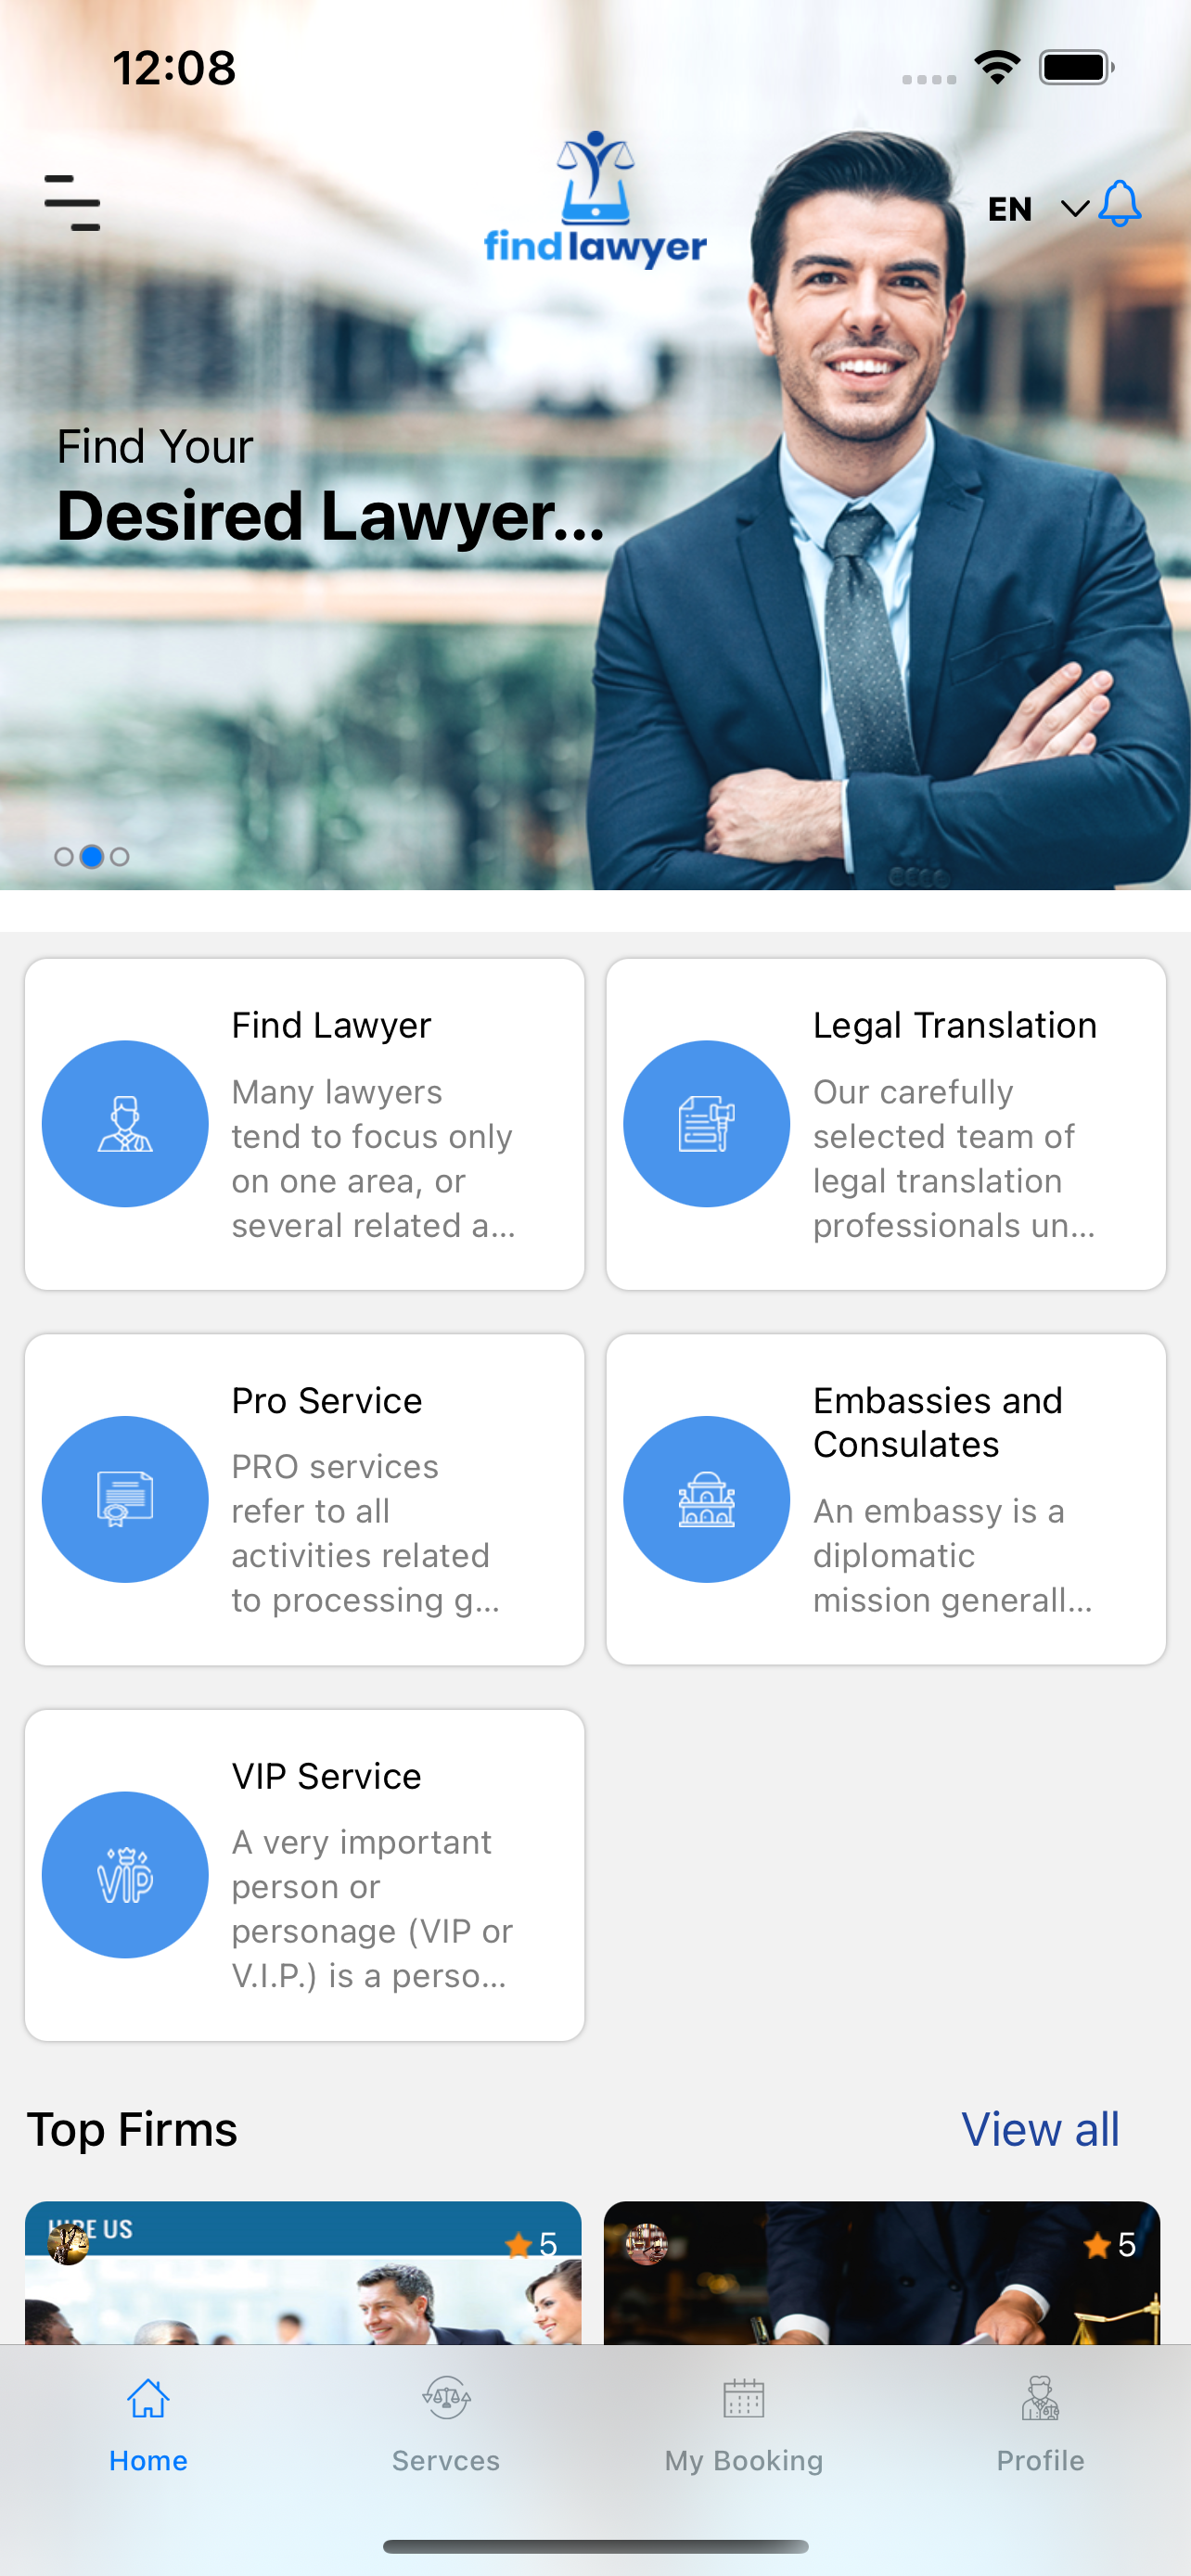 12:08
findlawyer
EN
Find Your
Desired Lawyer...
Find Lawyer
Many lawyers
tend to focus only
on one area, or
several related a...
Legal Translation
Our carefully
selected team of
legal translation
professionals un...
Pro Service
PRO services
refer to all
activities related
to processing g...
Embassies and
Consulates
An embassy is a
diplomatic
mission generall...
VIP
VIP Service
A very important
person or
personage (VIP or
V.I.P.) is a perso...
Top Firms
View all
US
5
5
Home
Servces
My Booking
Profile